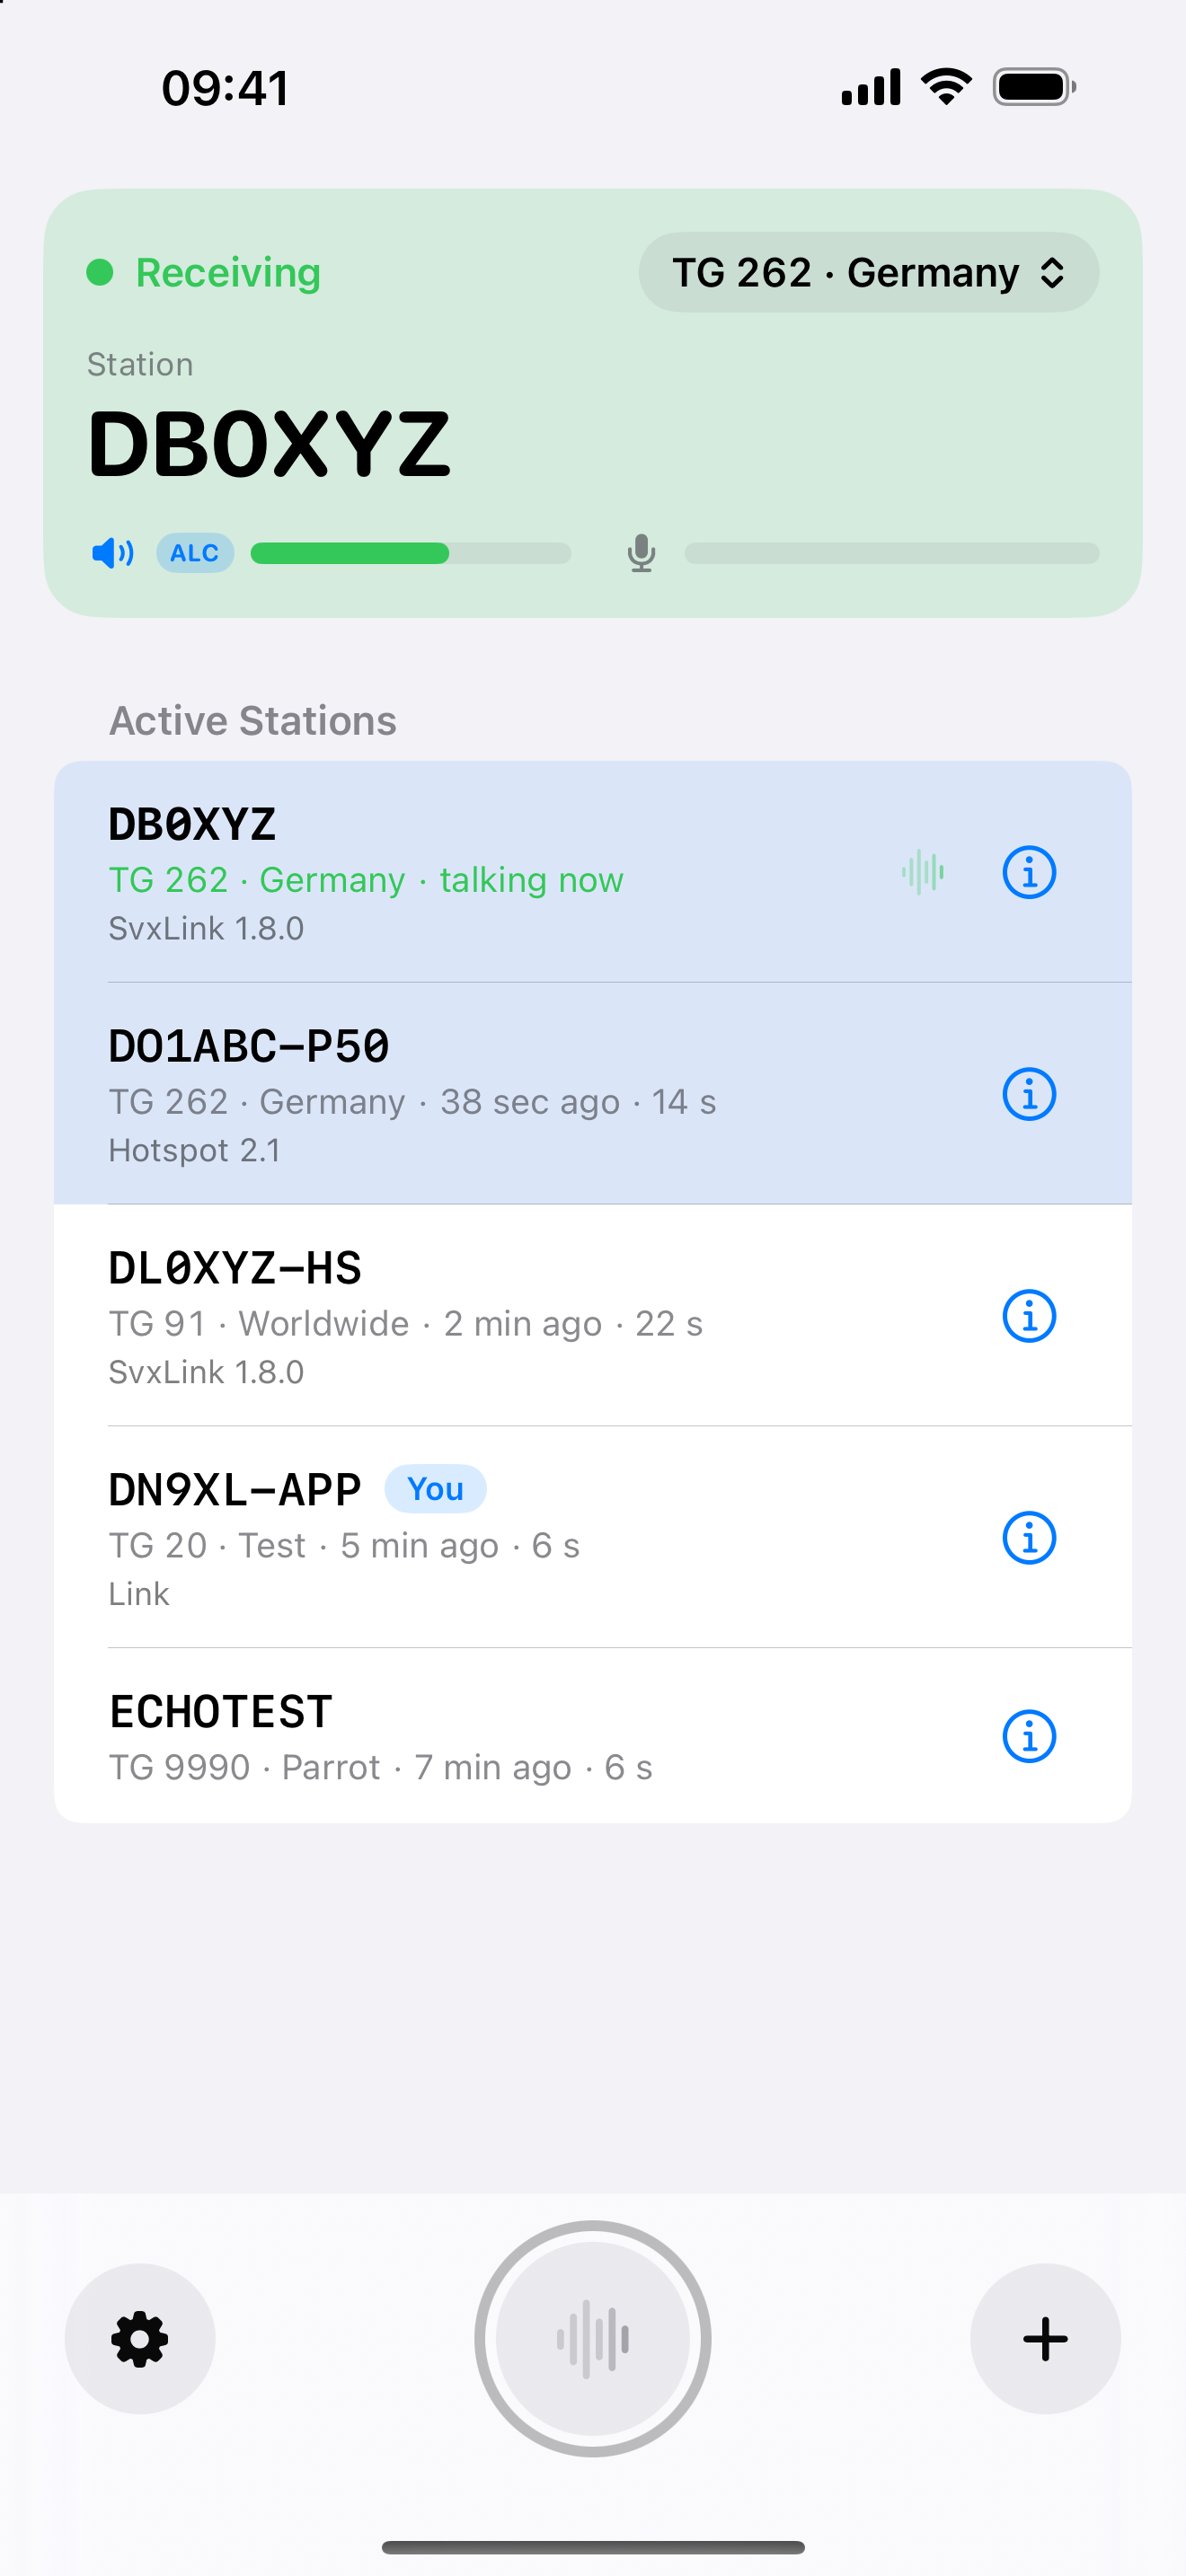 09:41
Receiving
TG 262 · Germany
Station
DB0XYZ
ALC
Active Stations
DB0XYZ
TG 262 · Germany · talking now
SvxLink 1.8.0
DO1ABC-P50
TG 262 · Germany · 38 sec ago · 14 s
Hotspot 2.1
DL0XYZ-HS
TG 91 · Worldwide · 2 min ago · 22 s
SvxLink 1.8.0
DN9XL-APP You
TG 20 · Test · 5 min ago · 6 s
Link
ECHOTEST
TG 9990 · Parrot · 7 min ago · 6 s